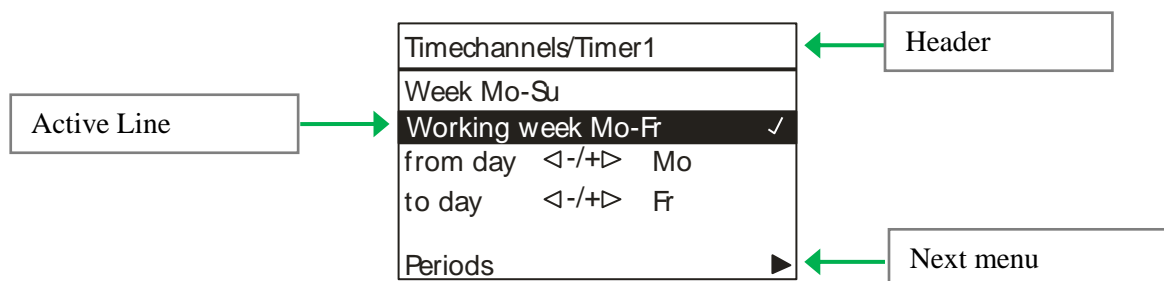 Timechannels/Timer1
Header
Week Mo-Su
Active Line
Working week Mo-Fr ✓
from day ◁-/+▷ Mo
to day ◁-/+▷ Fr
Periods ▶
Next menu